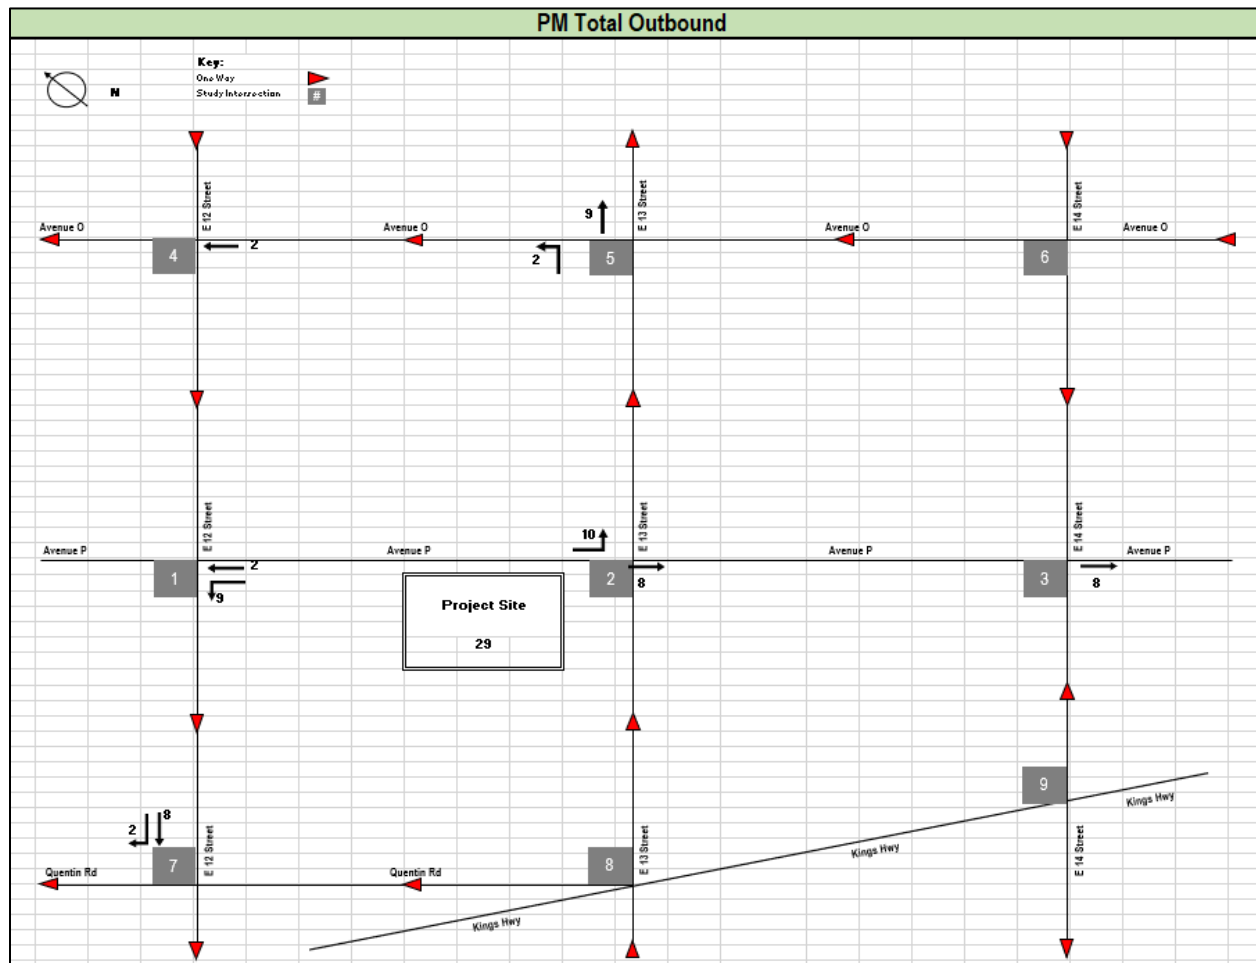 PM Total Outbound
Key:
One Way
N
Study Intersection #
E 12 Street
E 13 Street
E 14 Street
9
Avenue O
Avenue O
Avenue O
Avenue O
4
2
2
5
6
E 12 Street
E 13 Street
E 14 Street
10
Avenue P
Avenue P
Avenue P
Avenue P
1
2
9
2
8
3
8
Project Site
29
9
Kings Hwy
Kings Hwy
2
8
E 12 Street
E 13 Street
E 14 Street
7
8
Quentin Rd
Quentin Rd
Kings Hwy